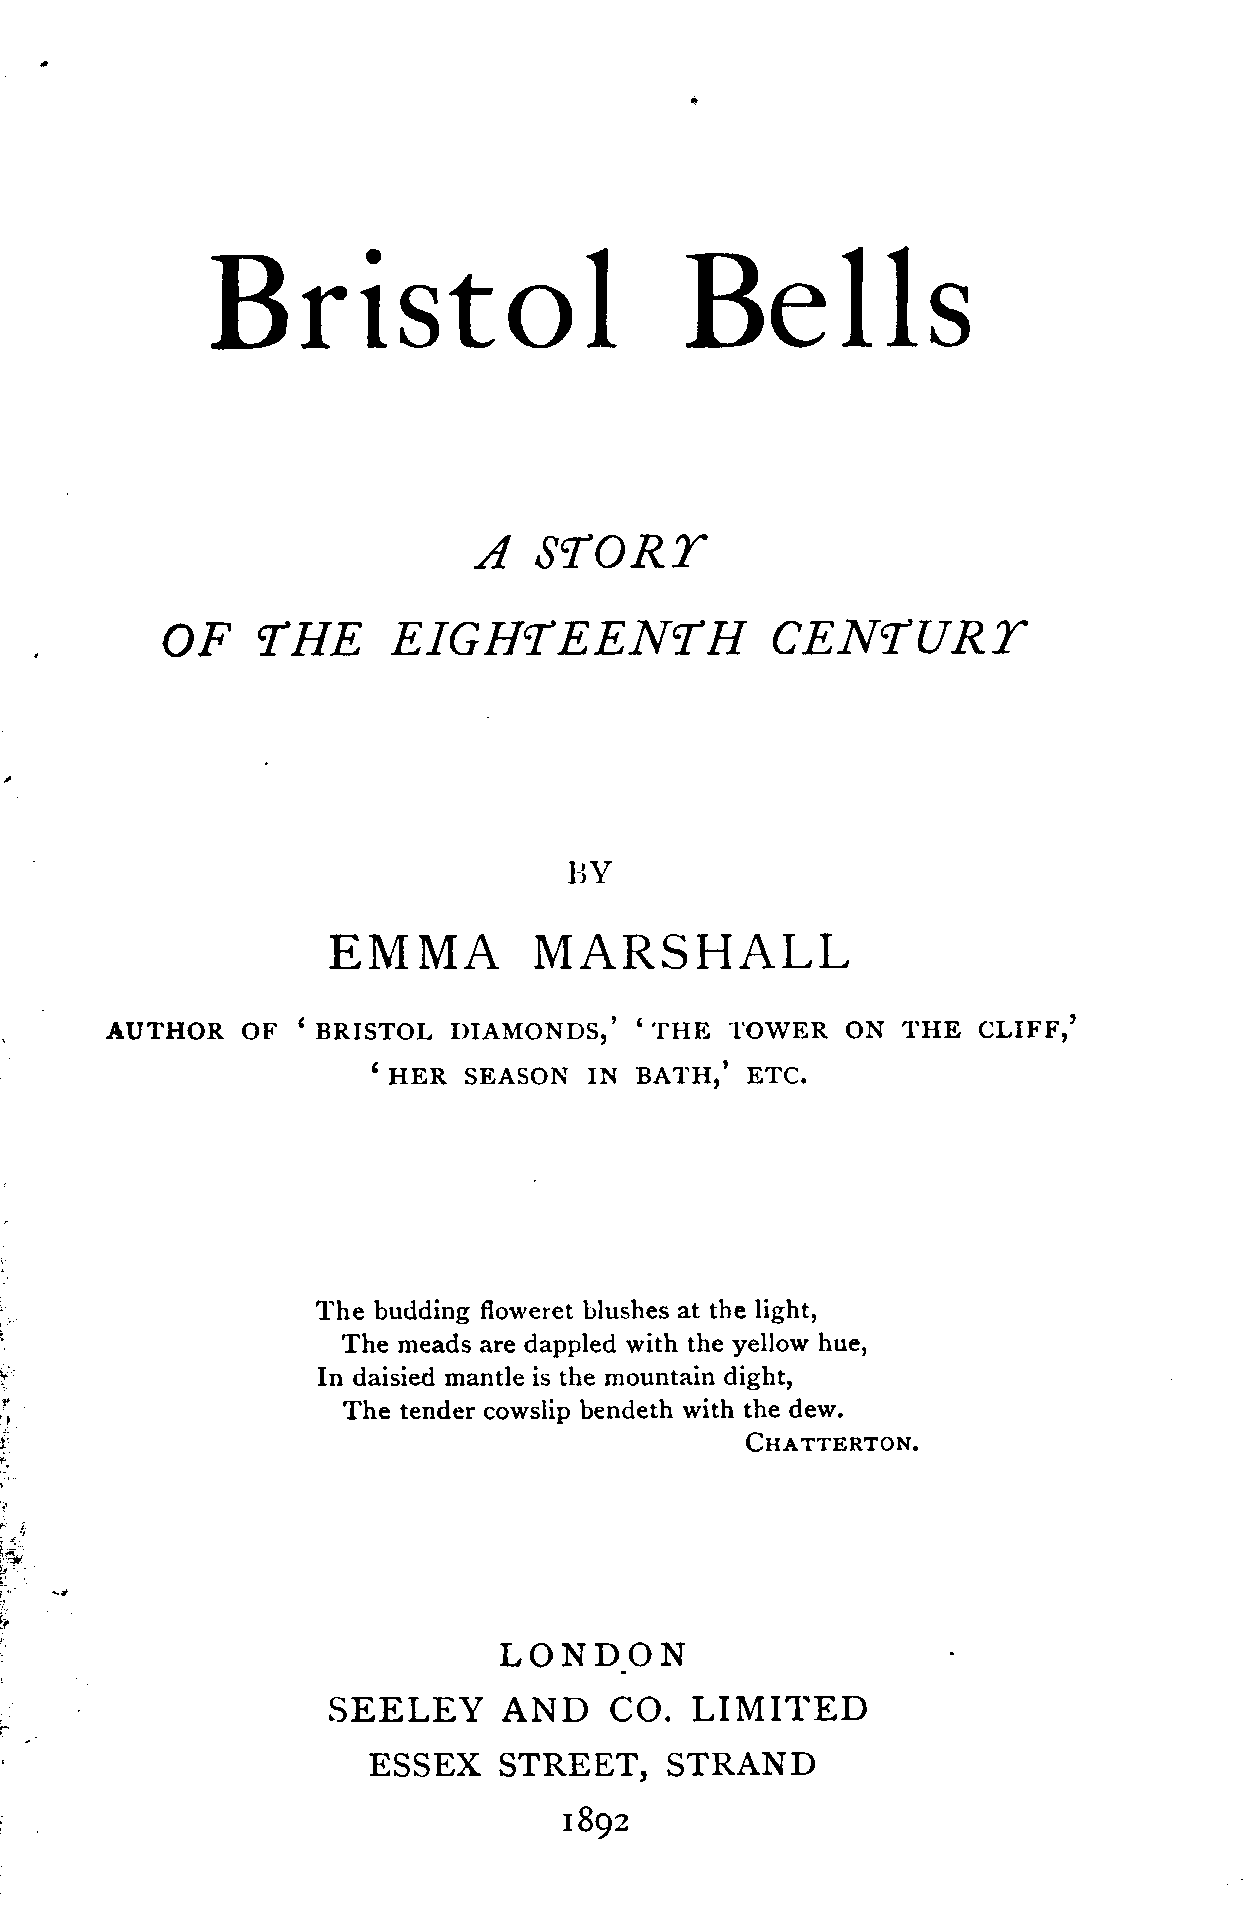 Bristol Bells
A STORY
OF THE EIGHTEENTH CENTURY
BY
EMMA MARSHALL
AUTHOR OF ‘BRISTOL DIAMONDS,’ ‘THE TOWER ON THE CLIFF,’
‘HER SEASON IN BATH,’ ETC.
The budding floweret blushes at the light,
The meads are dappled with the yellow hue,
In daisied mantle is the mountain dight,
The tender cowslip bendeth with the dew.
CHATTERTON.
LONDON
SEELEY AND CO. LIMITED
ESSEX STREET, STRAND
1892